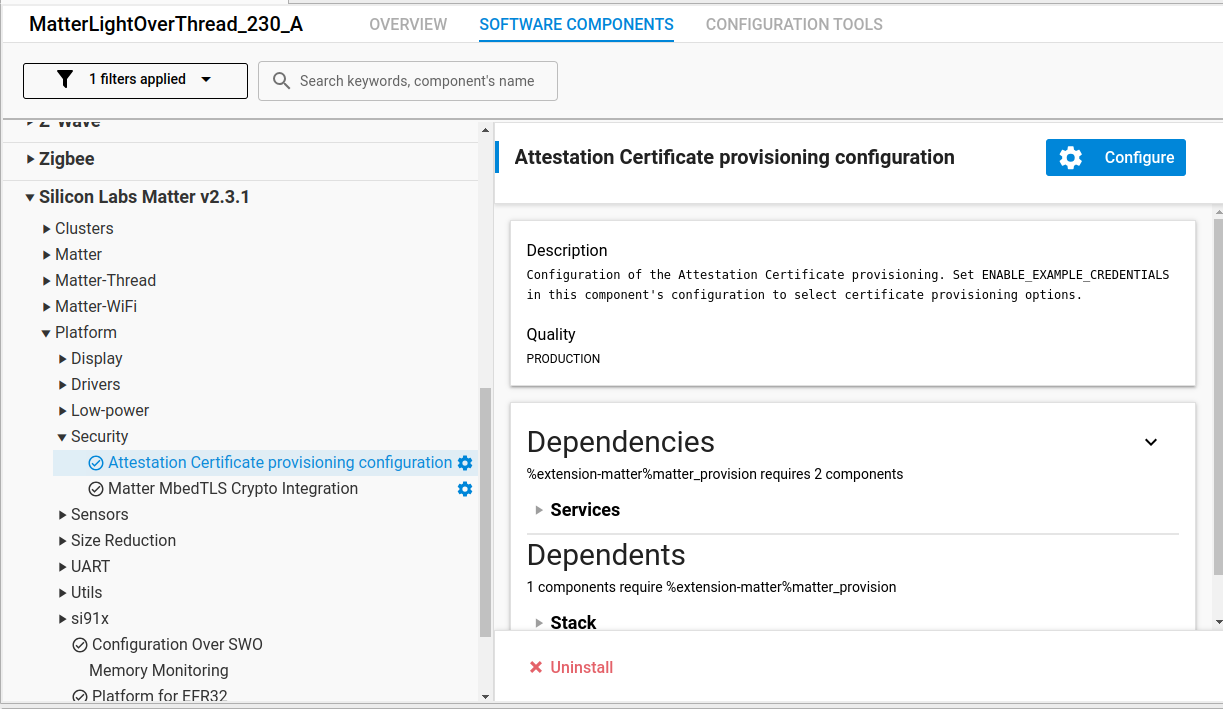 MatterLightOverThread_230_A
OVERVIEW
SOFTWARE COMPONENTS
CONFIGURATION TOOLS
1 filters applied
Search keywords, component's name
Z-Wave
Zigbee
Silicon Labs Matter v2.3.1
Clusters
Matter
Matter-Thread
Matter-WiFi
Platform
Display
Drivers
Low-power
Security
Attestation Certificate provisioning configuration
Matter MbedTLS Crypto Integration
Sensors
Size Reduction
UART
Utils
si91x
Configuration Over SWO
Memory Monitoring
Platform for EFR32
Attestation Certificate provisioning configuration
Configure
Description
Configuration of the Attestation Certificate provisioning. Set ENABLE_EXAMPLE_CREDENTIALS
in this component's configuration to select certificate provisioning options.
Quality
PRODUCTION
Dependencies
%extension-matter%matter_provision requires 2 components
Services
Dependents
1 components require %extension-matter%matter_provision
Stack
Uninstall